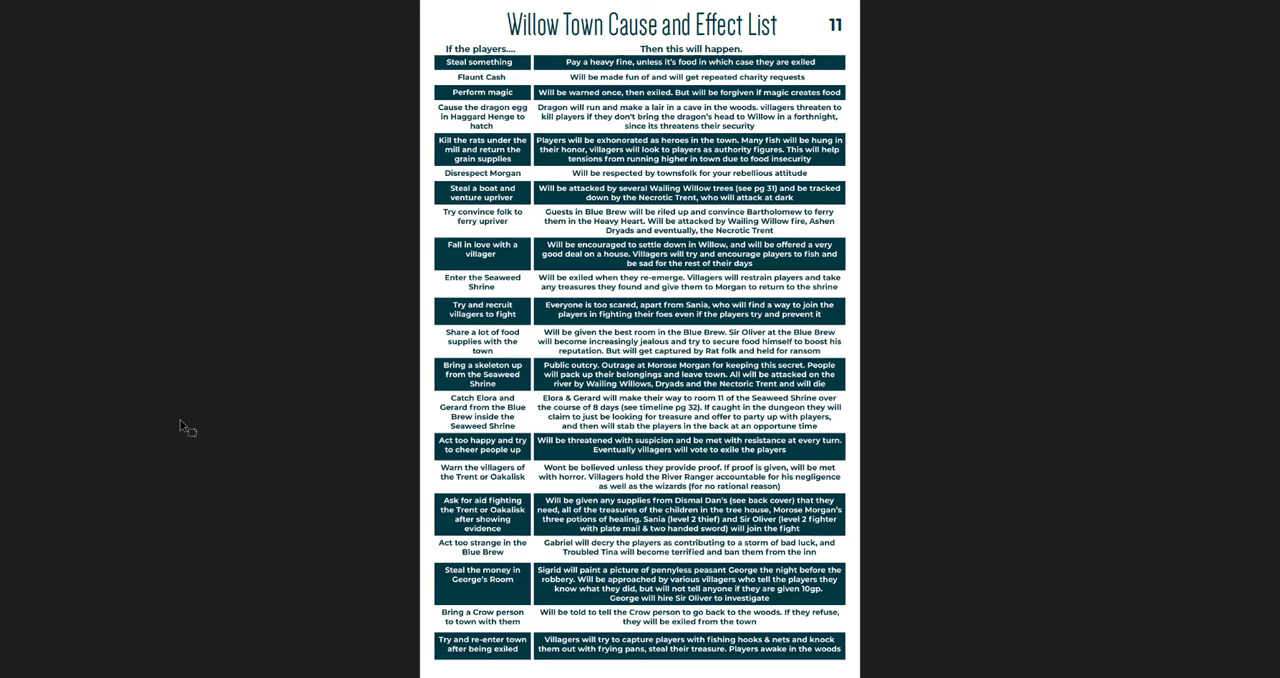 Willow Town Cause and Effect List
11
If the players....
Then this will happen.
Steal something
Pay a heavy fine, unless it's food in which case they are exiled
Flaunt Cash
Will be made fun of and will get repeated charity requests
Perform magic
Will be warned once, then exiled. But will be forgiven if magic creates food
Cause the dragon egg
in Haggard Henge to
hatch
Dragon will run and make a lair in a cave in the woods. villagers threaten to
kill players if they don't bring the dragon's head to Willow in a forthnight,
since its threatens their security
Kill the rats under the
mill and return the
grain supplies
Players will be exhonorated as heroes in the town. Many fish will be hung in
their honor, villagers will look to players as authority figures. This will help
tensions from running higher in town due to food insecurity
Disrespect Morgan
Will be respected by townsfolk for your rebellious attitude
Steal a boat and
venture upriver
Will be attacked by several Wailing Willow trees (see pg 31) and be tracked
down by the Necrotic Trent, who will attack at dark
Try convince folk to
ferry upriver
Guests in Blue Brew will be riled up and convince Bartholomew to ferry
them in the Heavy Heart. Will be attacked by Wailing Willow fire, Ashen
Dryads and eventually, the Necrotic Trent
Fall in love with a
villager
Will be encouraged to settle down in Willow, and will be offered a very
good deal on a house. Villagers will try and encourage players to fish and
be sad for the rest of their days
Enter the Seaweed
Shrine
Will be exiled when they re-emerge. Villagers will restrain players and take
any treasures they found and give them to Morgan to return to the shrine
Try and recruit
villagers to fight
Everyone is too scared, apart from Sania, who will find a way to join the
players in fighting their foes even if the players try and prevent it
Share a lot of food
supplies with the
town
Will be given the best room in the Blue Brew. Sir Oliver at the Blue Brew
will become increasingly jealous and try to secure food himself to boost his
reputation. But will get captured by Rat folk and held for ransom
Bring a skeleton up
from the Seaweed
Shrine
Public outcry. Outrage at Morose Morgan for keeping this secret. People
will pack up their belongings and leave town. All will be attacked on the
river by Wailing Willows, Dryads and the Nectoric Trent and will die
Catch Elora and
Gerard from the Blue
Brew inside the
Seaweed Shrine
Elora & Gerard will make their way to room 11 of the Seaweed Shrine over
the course of 8 days (see timeline pg 32). If caught in the dungeon they will
claim to just be looking for treasure and offer to party up with players,
and then will stab the players in the back at an opportune time
Act too happy and try
to cheer people up
Will be threatened with suspicion and be met with resistance at every turn.
Eventually villagers will vote to exile the players
Warn the villagers of
the Trent or Oakalisk
Wont be believed unless they provide proof. If proof is given, will be met
with horror. Villagers hold the River Ranger accountable for his negligence
as well as the wizards (for no rational reason)
Ask for aid fighting
the Trent or Oakalisk
after showing
evidence
Will be given any supplies from Dismal Dan's (see back cover) that they
need, all of the treasures of the children in the tree house, Morose Morgan's
three potions of healing. Sania (level 2 thief) and Sir Oliver (level 2 fighter
with plate mail & two handed sword) will join the fight
Act too strange in the
Blue Brew
Gabriel will decry the players as contributing to a storm of bad luck, and
Troubled Tina will become terrified and ban them from the inn
Steal the money in
George's Room
Sigrid will paint a picture of pennyless peasant George the night before the
robbery. Will be approached by various villagers who tell the players they
know what they did, but will not tell anyone if they are given 10gp.
George will hire Sir Oliver to investigate
Bring a Crow person
to town with them
Will be told to tell the Crow person to go back to the woods. If they refuse,
they will be exiled from the town
Try and re-enter town
after being exiled
Villagers will try to capture players with fishing hooks & nets and knock
them out with frying pans, steal their treasure. Players awake in the woods